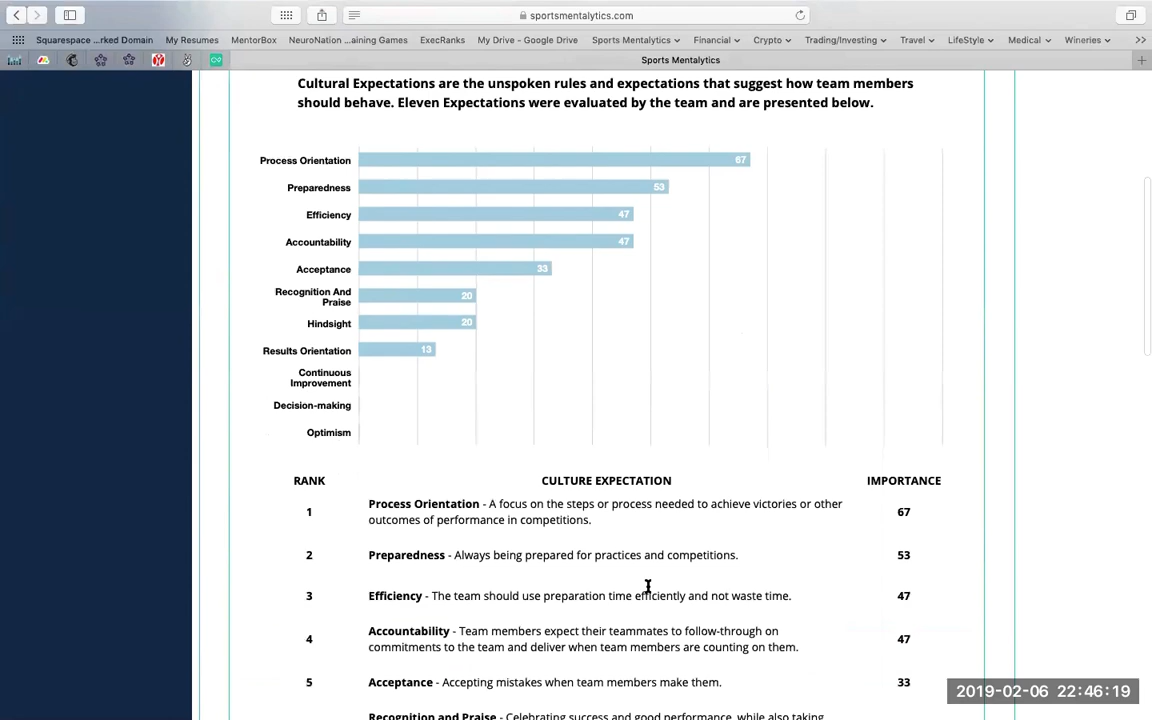 sportsmentalytics.com
Squarespace ...rked Domain My Resumes MentorBox NeuroNation ...aining Games ExecRanks My Drive - Google Drive Sports Mentalytics Financial Crypto Trading/Investing Travel LifeStyle Medical Wineries >>
Sports Mentalytics
Cultural Expectations are the unspoken rules and expectations that suggest how team members
should behave. Eleven Expectations were evaluated by the team and are presented below.
Process Orientation 67
Preparedness 53
Efficiency 47
Accountability 47
Acceptance 33
Recognition And
Praise 20
Hindsight 20
Results Orientation 13
Continuous
Improvement
Decision-making
Optimism
RANK CULTURE EXPECTATION IMPORTANCE
1 Process Orientation - A focus on the steps or process needed to achieve victories or other 67
outcomes of performance in competitions.
2 Preparedness - Always being prepared for practices and competitions. 53
3 Efficiency - The team should use preparation time efficiently and not waste time. 47
4 Accountability - Team members expect their teammates to follow-through on 47
commitments to the team and deliver when team members are counting on them.
5 Acceptance - Accepting mistakes when team members make them. 33
Recognition and Praise - Celebrating success and good performance, while also taking
2019-02-06 22:46:19